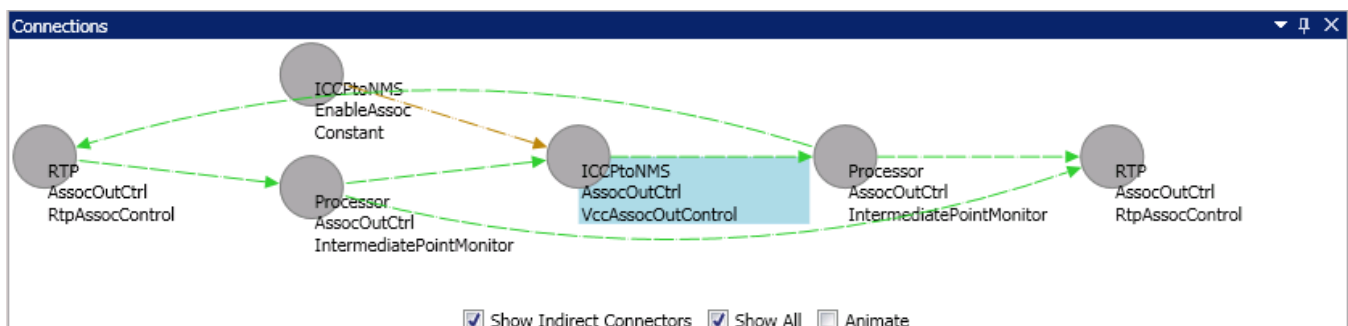 Connections
ICCPtoNMS
EnableAssoc
Constant
RTP
AssocOutCtrl
RtpAssocControl
Processor
AssocOutCtrl
IntermediatePointMonitor
ICCPtoNMS
AssocOutCtrl
VccAssocOutControl
Processor
AssocOutCtrl
IntermediatePointMonitor
RTP
AssocOutCtrl
RtpAssocControl
Show Indirect Connectors Show All Animate